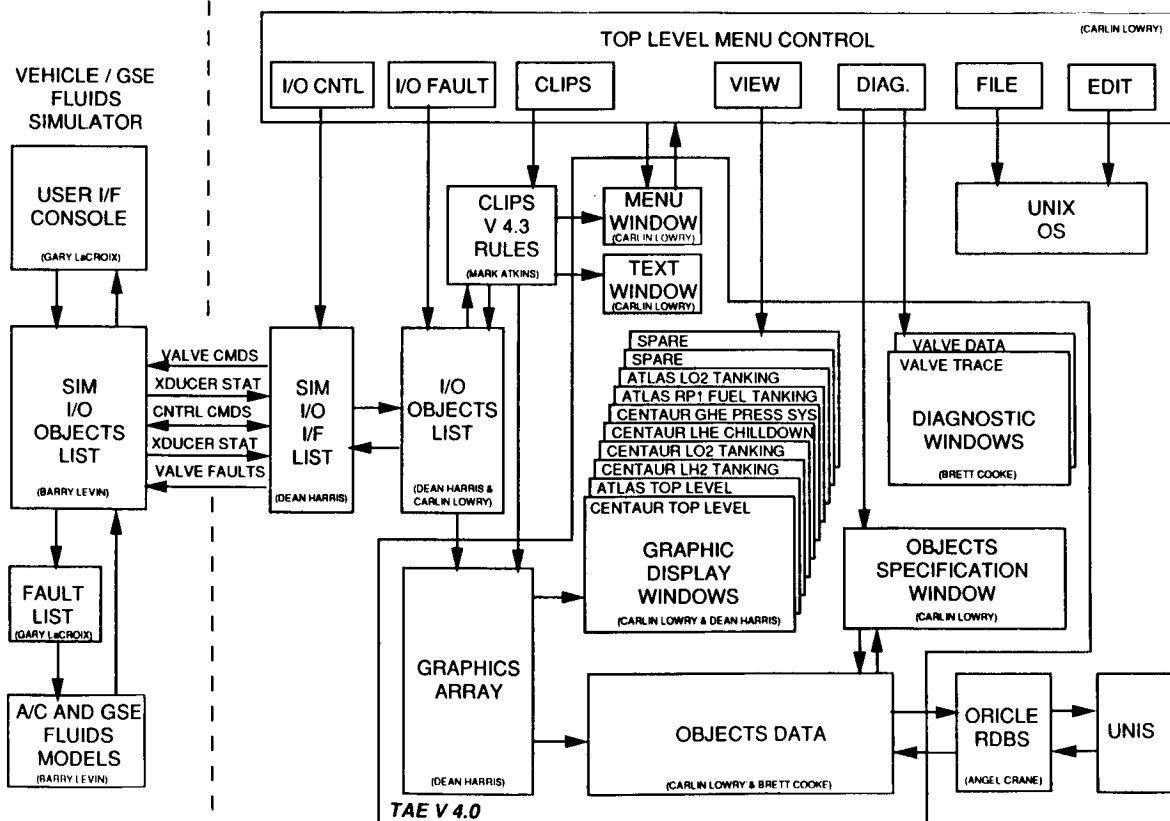 (CARLIN LOWRY)
TOP LEVEL MENU CONTROL
I/O CNTL
I/O FAULT
CLIPS
VIEW
DIAG.
FILE
EDIT
VEHICLE / GSE
FLUIDS
SIMULATOR
USER I/F
CONSOLE
(GARY LaCROIX)
SIM
I/O
OBJECTS
LIST
(BARRY LEVIN)
FAULT
LIST
(GARY LaCROIX)
A/C AND GSE
FLUIDS
MODELS
(BARRY LEVIN)
VALVE CMDS
XDUCER STAT
CNTRL CMDS
XDUCER STAT
VALVE FAULTS
SIM
I/O
I/F
LIST
(DEAN HARRIS)
I/O
OBJECTS
LIST
(DEAN HARRIS &
CARLIN LOWRY)
CLIPS
V 4.3
RULES
(MARK ATKINS)
MENU
WINDOW
(CARLIN LOWRY)
TEXT
WINDOW
(CARLIN LOWRY)
UNIX
OS
SPARE
SPARE
ATLAS LO2 TANKING
ATLAS RP1 FUEL TANKING
CENTAUR GHE PRESS SYS
CENTAUR LHE CHILLDOWN
CENTAUR LO2 TANKING
CENTAUR LH2 TANKING
ATLAS TOP LEVEL
CENTAUR TOP LEVEL
GRAPHIC
DISPLAY
WINDOWS
(CARLIN LOWRY & DEAN HARRIS)
VALVE DATA
VALVE TRACE
DIAGNOSTIC
WINDOWS
(BRETT COOKE)
OBJECTS
SPECIFICATION
WINDOW
(CARLIN LOWRY)
GRAPHICS
ARRAY
(DEAN HARRIS)
OBJECTS DATA
(CARLIN LOWRY & BRETT COOKE)
ORICLE
RDBS
(ANGEL CRANE)
UNIS
TAE V 4.0